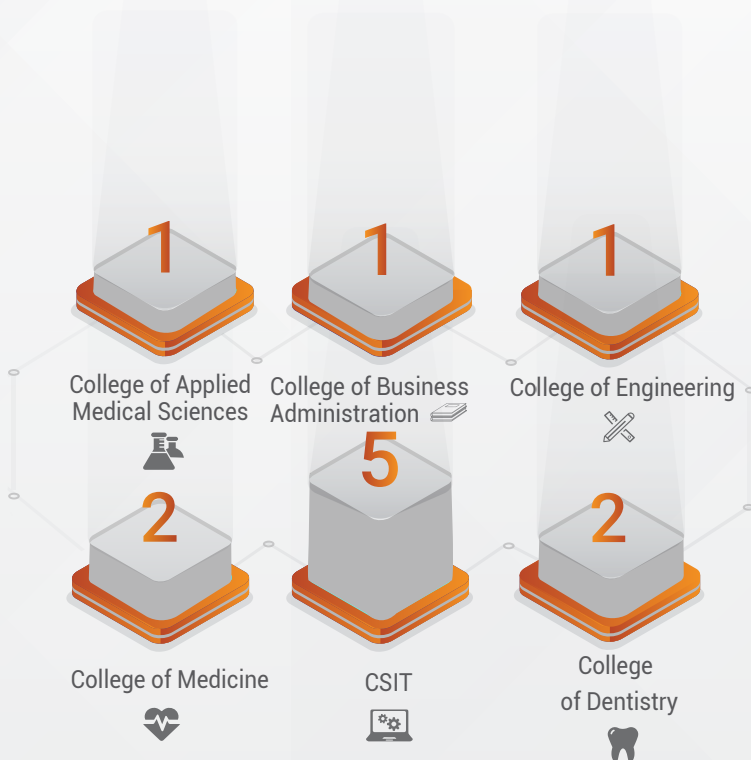 1
1
1
College of Applied
Medical Sciences
College of Business
Administration
College of Engineering
2
5
2
College of Medicine
CSIT
College
of Dentistry